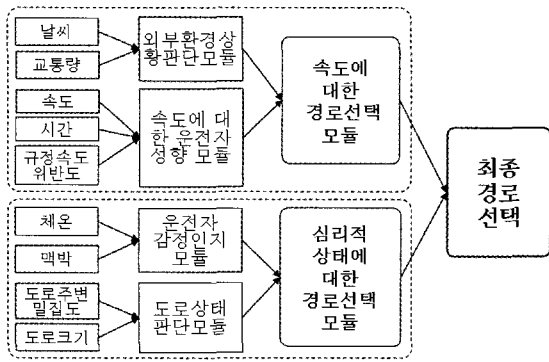 날씨
교통량
외부환경상
황판단모듈
속도
시간
규정속도
위반도
속도에 대
한 운전자
성향 모듈
속도에
대한
경로선택
모듈
체온
맥박
운전자
감정인지
모듈
도로주변
밀집도
도로크기
도로상태
판단모듈
심리적
상태에
대한
경로선택
모듈
최종
경로
선택